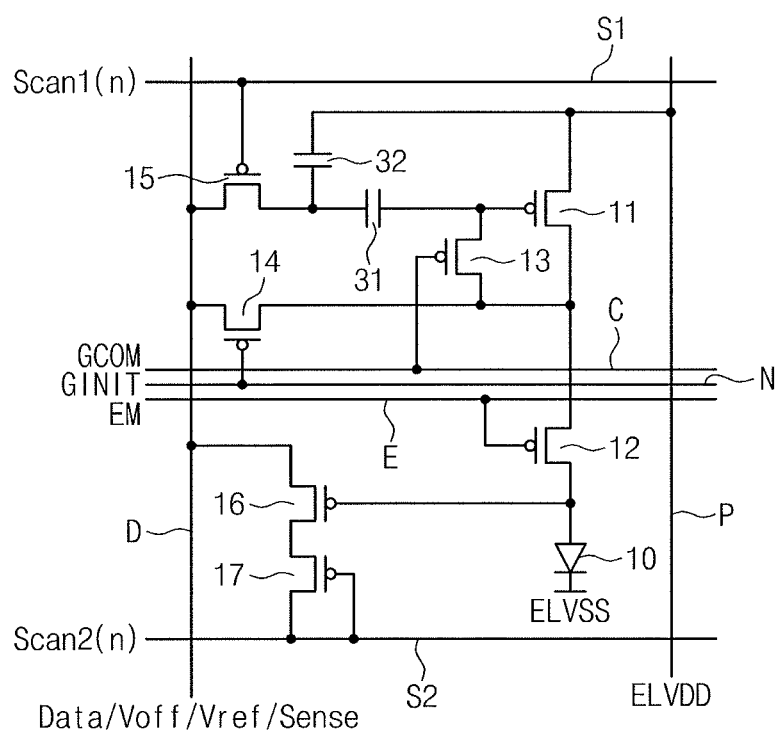 S1
Scan1(n)
32
15
11
31
13
14
C
GCOM
GINIT
N
EM
E
12
16
D
P
17
10
ELVSS
Scan2(n)
S2
ELVDD
Data/Voff/Vref/Sense